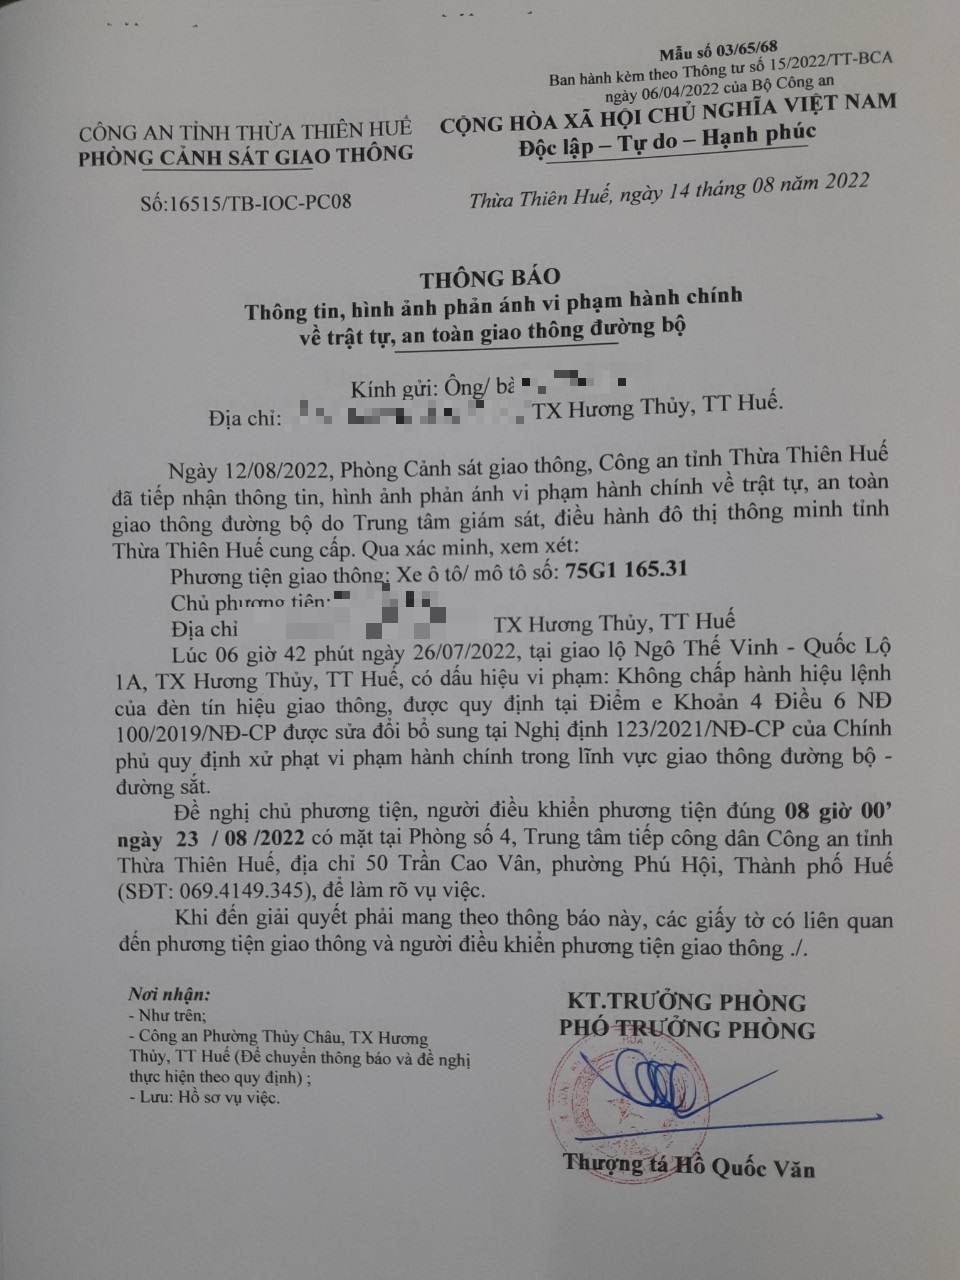 Mẫu số 03/65/68
Ban hành kèm theo Thông tư số 15/2022/TT-BCA
ngày 06/04/2022 của Bộ Công an
CÔNG AN TỈNH THỪA THIÊN HUẾ
PHÒNG CẢNH SÁT GIAO THÔNG
CỘNG HÒA XÃ HỘI CHỦ NGHĨA VIỆT NAM
Độc lập – Tự do – Hạnh phúc
Số:16515/TB-IOC-PC08
Thừa Thiên Huế, ngày 14 tháng 08 năm 2022
THÔNG BÁO
Thông tin, hình ảnh phản ánh vi phạm hành chính
về trật tự, an toàn giao thông đường bộ
Kính gửi: Ông/ bà
Địa chỉ: TX Hương Thủy, TT Huế.
Ngày 12/08/2022, Phòng Cảnh sát giao thông, Công an tỉnh Thừa Thiên Huế
đã tiếp nhận thông tin, hình ảnh phản ánh vi phạm hành chính về trật tự, an toàn
giao thông đường bộ do Trung tâm giám sát, điều hành đô thị thông minh tỉnh
Thừa Thiên Huế cung cấp. Qua xác minh, xem xét:
Phương tiện giao thông: Xe ô tô/ mô tô số: 75G1 165.31
Chủ phương tiện:
Địa chỉ TX Hương Thủy, TT Huế
Lúc 06 giờ 42 phút ngày 26/07/2022, tại giao lộ Ngô Thế Vinh - Quốc Lộ
1A, TX Hương Thủy, TT Huế, có dấu hiệu vi phạm: Không chấp hành hiệu lệnh
của đèn tín hiệu giao thông, được quy định tại Điểm e Khoản 4 Điều 6 NĐ
100/2019/NĐ-CP được sửa đổi bổ sung tại Nghị định 123/2021/NĐ-CP của Chính
phủ quy định xử phạt vi phạm hành chính trong lĩnh vực giao thông đường bộ -
đường sắt.
Đề nghị chủ phương tiện, người điều khiển phương tiện đúng 08 giờ 00’
ngày 23 / 08 /2022 có mặt tại Phòng số 4, Trung tâm tiếp công dân Công an tỉnh
Thừa Thiên Huế, địa chỉ 50 Trần Cao Vân, phường Phú Hội, Thành phố Huế
(SĐT: 069.4149.345), để làm rõ vụ việc.
Khi đến giải quyết phải mang theo thông báo này, các giấy tờ có liên quan
đến phương tiện giao thông và người điều khiển phương tiện giao thông ./.
Nơi nhận:
- Như trên;
- Công an Phường Thủy Châu, TX Hương
Thủy, TT Huế (Để chuyển thông báo và đề nghị
thực hiện theo quy định) ;
- Lưu: Hồ sơ vụ việc.
KT.TRƯỞNG PHÒNG
PHÓ TRƯỞNG PHÒNG
Thượng tá Hồ Quốc Văn